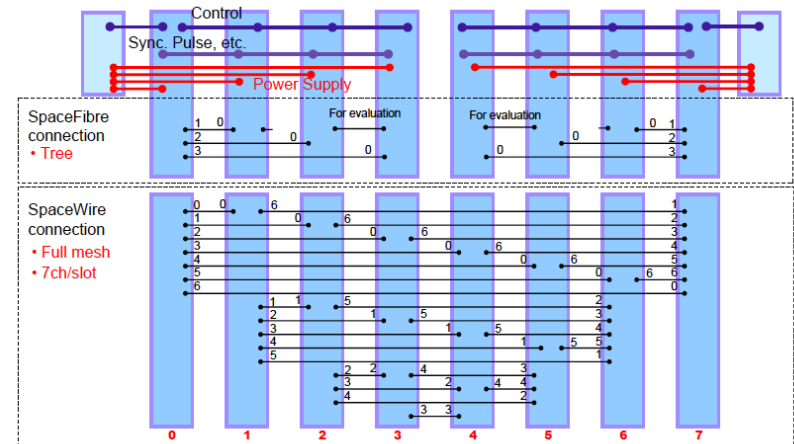 Control
Sync. Pulse, etc.
Power Supply
SpaceFibre
connection
• Tree
For evaluation
For evaluation
1 0 0 1
2 0 0 2
3 0 0 3
SpaceWire
connection
• Full mesh
• 7ch/slot
0 0 6 1
1 0 6 2
2 0 6 3
3 0 6 4
4 0 6 5
5 0 6 6
6 0
1 1 5 2
2 1 5 3
3 1 5 4
4 1 5 5
5 1
2 2 4 3
3 2 4 4
4 2
3 3
0 1 2 3 4 5 6 7